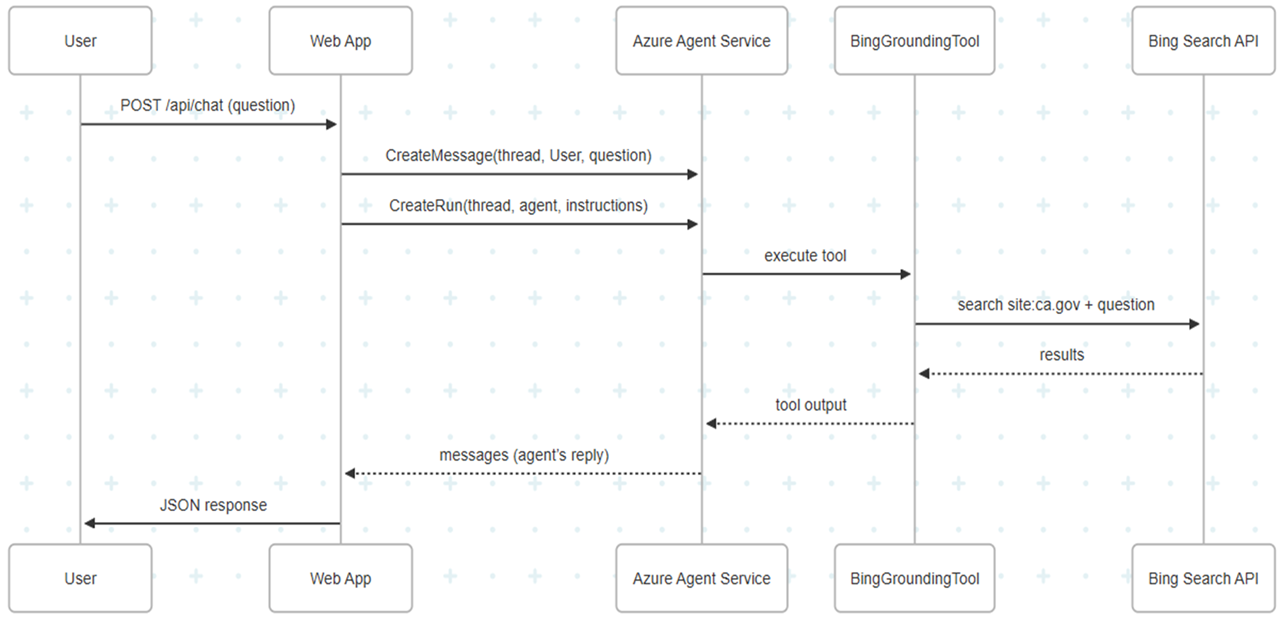 User
Web App
Azure Agent Service
BingGroundingTool
Bing Search API
POST /api/chat (question)
CreateMessage(thread, User, question)
CreateRun(thread, agent, instructions)
execute tool
search site:ca.gov + question
results
tool output
messages (agent's reply)
JSON response
User
Web App
Azure Agent Service
BingGroundingTool
Bing Search API